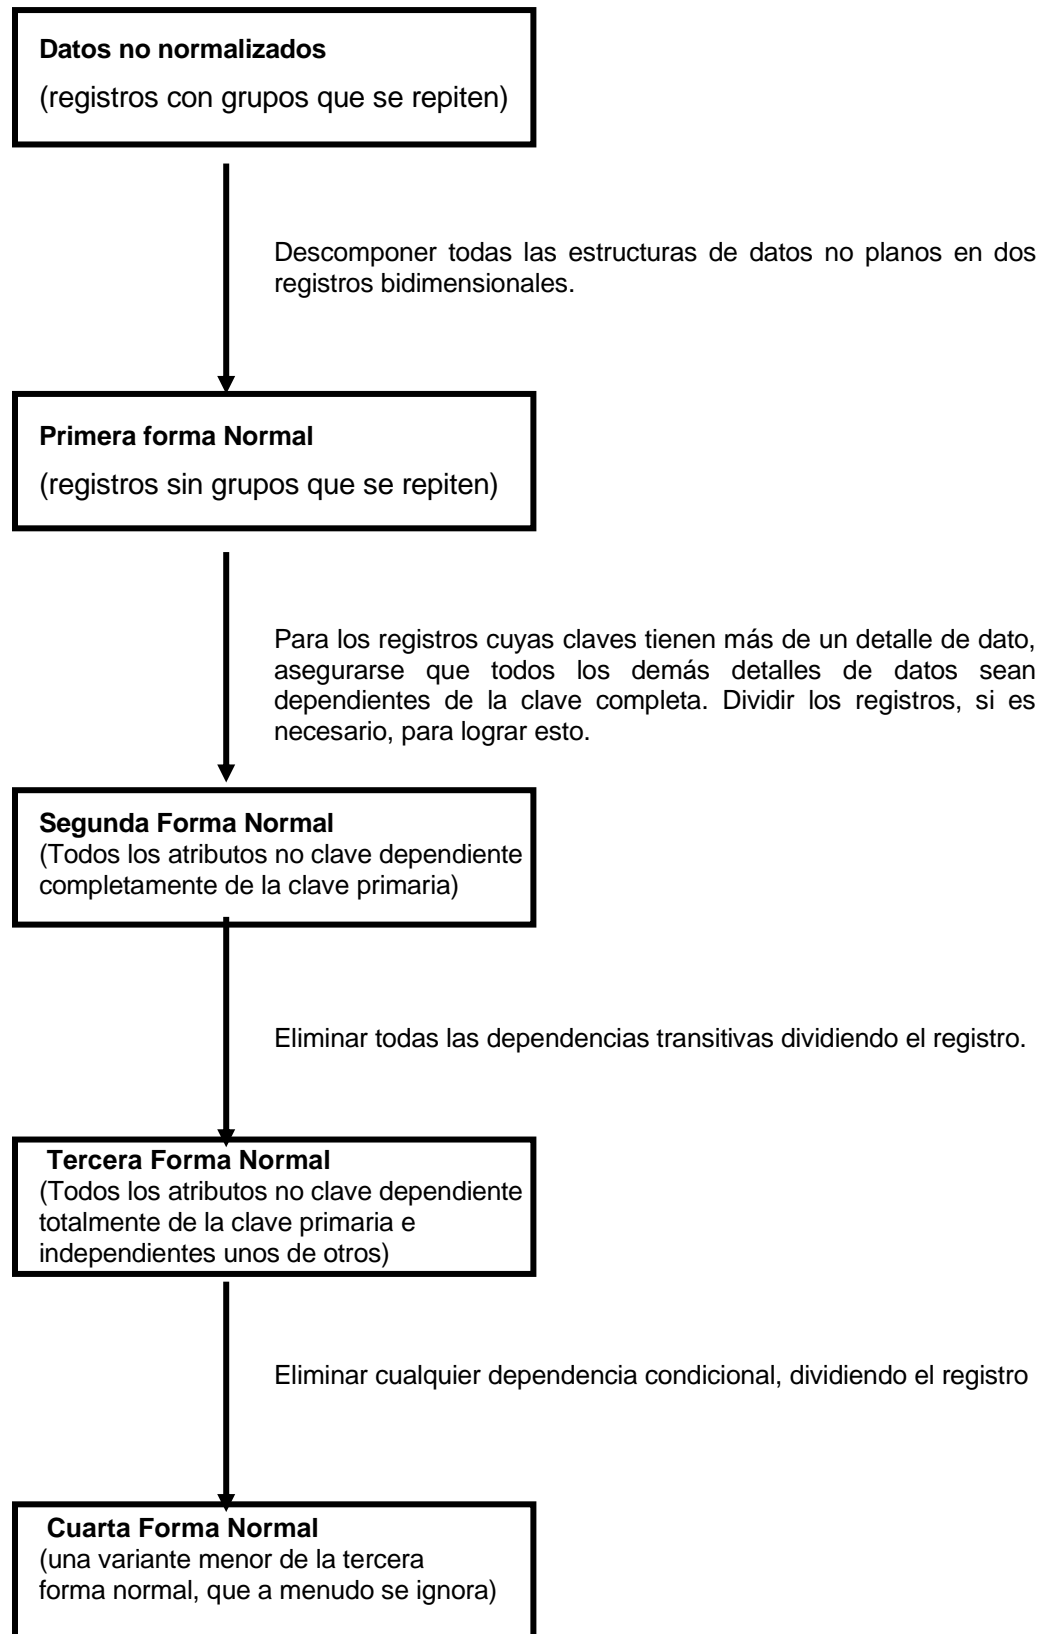 Datos no normalizados
(registros con grupos que se repiten)
Descomponer todas las estructuras de datos no planos en dos
registros bidimensionales.
Primera forma Normal
(registros sin grupos que se repiten)
Para los registros cuyas claves tienen más de un detalle de dato,
asegurarse que todos los demás detalles de datos sean
dependientes de la clave completa. Dividir los registros, si es
necesario, para lograr esto.
Segunda Forma Normal
(Todos los atributos no clave dependiente
completamente de la clave primaria)
Eliminar todas las dependencias transitivas dividiendo el registro.
Tercera Forma Normal
(Todos los atributos no clave dependiente
totalmente de la clave primaria e
independientes unos de otros)
Eliminar cualquier dependencia condicional, dividiendo el registro
Cuarta Forma Normal
(una variante menor de la tercera
forma normal, que a menudo se ignora)